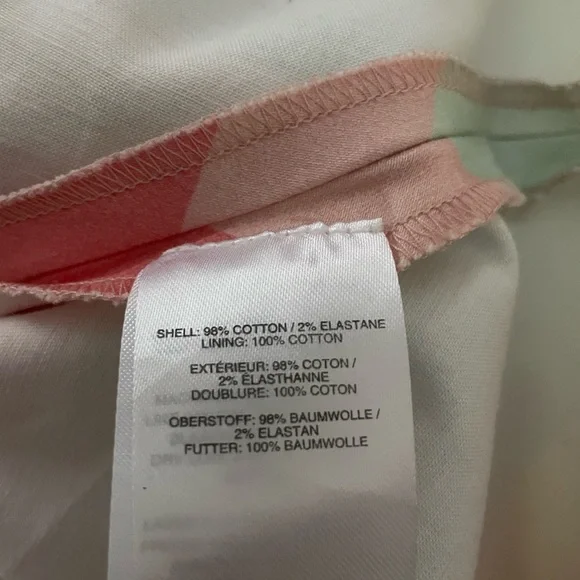 SHELL: 98% COTTON / 2% ELASTANE
LINING: 100% COTTON
EXTÉRIEUR: 98% COTON /
2% ÉLASTHANNE
DOUBLURE: 100% COTON
OBERSTOFF: 98% BAUMWOLLE /
2% ELASTAN
FUTTER: 100% BAUMWOLLE